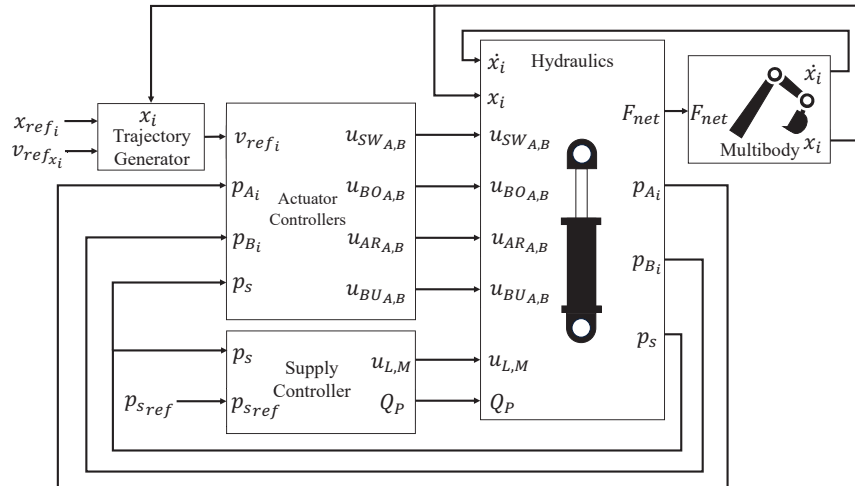 x_{ref_i}
v_{ref_{x_i}}
x_i
Trajectory
Generator
v_{ref_i}
p_{A_i}
p_{B_i}
p_s
Actuator
Controllers
u_{SW_{A,B}}
u_{BO_{A,B}}
u_{AR_{A,B}}
u_{BU_{A,B}}
p_s
p_{s_{ref}}
p_{s_{ref}}
Supply
Controller
u_{L,M}
Q_P
Hydraulics
ẋ_i
x_i
u_{SW_{A,B}}
u_{BO_{A,B}}
u_{AR_{A,B}}
u_{BU_{A,B}}
u_{L,M}
Q_P
F_{net}
p_{A_i}
p_{B_i}
p_s
F_{net}
ẋ_i
x_i
Multibody